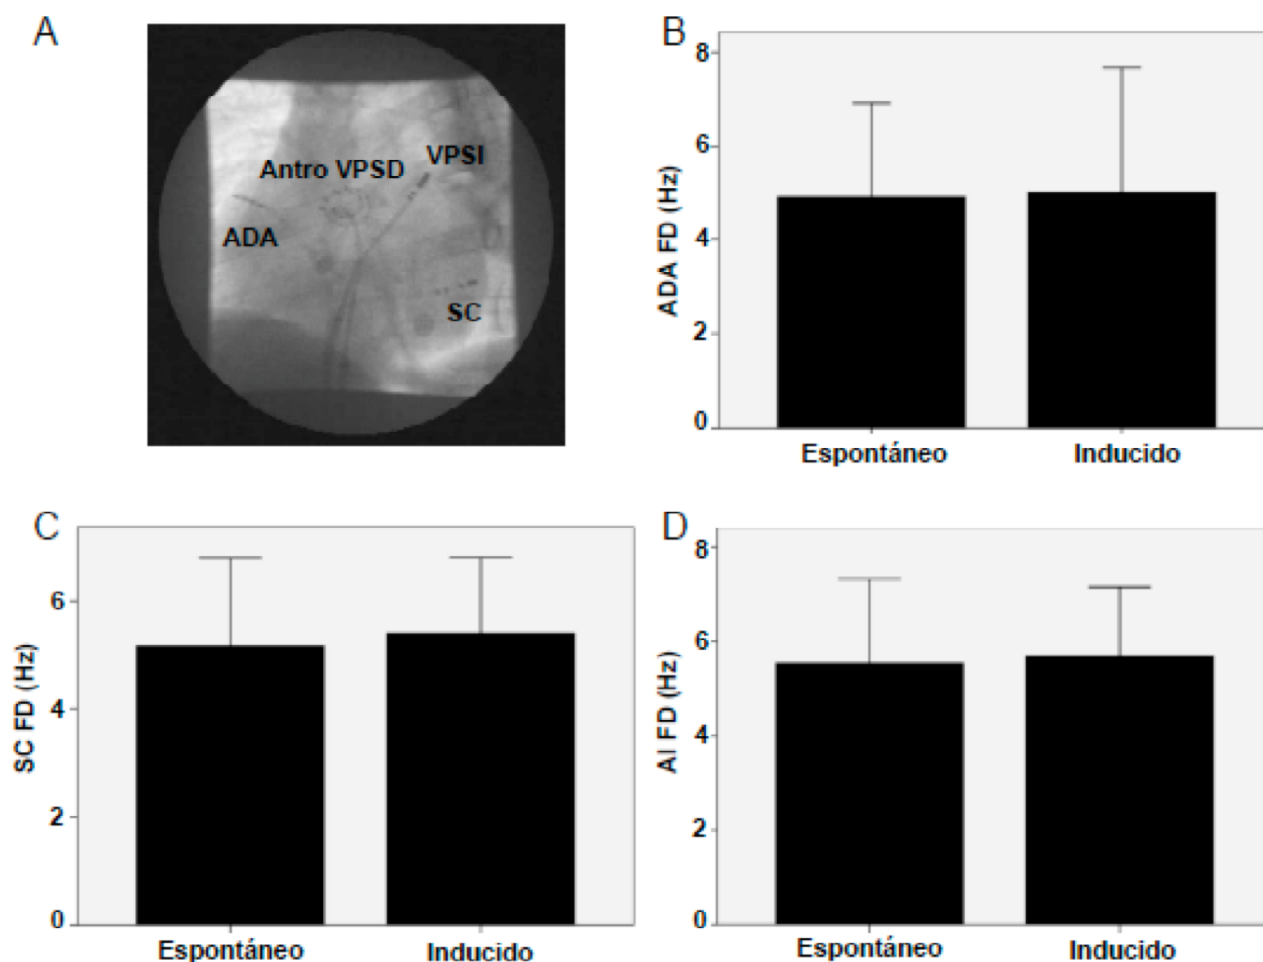 A
Antro VPSD
VPSI
ADA
SC
B
ADA FD (Hz)
8
6
4
2
0
Espontáneo
Inducido
C
SC FD (Hz)
6
4
2
0
Espontáneo
Inducido
D
AI FD (Hz)
8
6
4
2
0
Espontáneo
Inducido